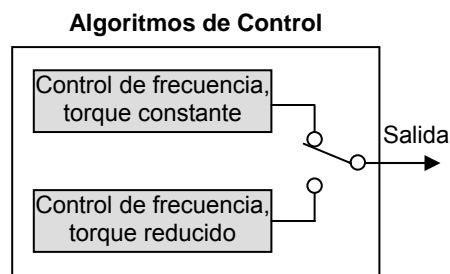 Algoritmos de Control
Control de frecuencia,
torque constante
Salida
Control de frecuencia,
torque reducido